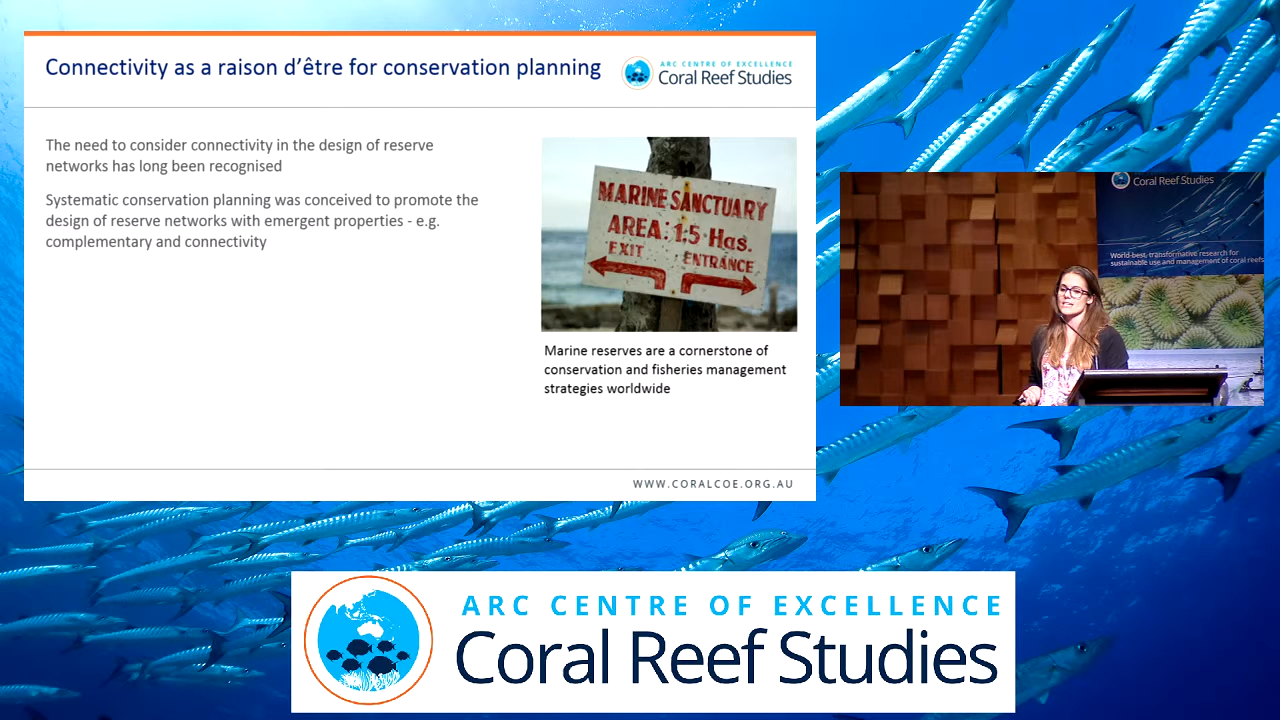 Connectivity as a raison d'être for conservation planning
ARC CENTRE OF EXCELLENCE
Coral Reef Studies
The need to consider connectivity in the design of reserve
networks has long been recognised
Systematic conservation planning was conceived to promote the
design of reserve networks with emergent properties - e.g.
complementary and connectivity
MARINE SANCTUARY
AREA: 1.5 Has.
EXIT
ENTRANCE
Marine reserves are a cornerstone of
conservation and fisheries management
strategies worldwide
WWW.CORALCOE.ORG.AU
Coral Reef Studies
World-best, transformative research for
sustainable use and management of coral reefs
ARC CENTRE OF EXCELLENCE
Coral Reef Studies